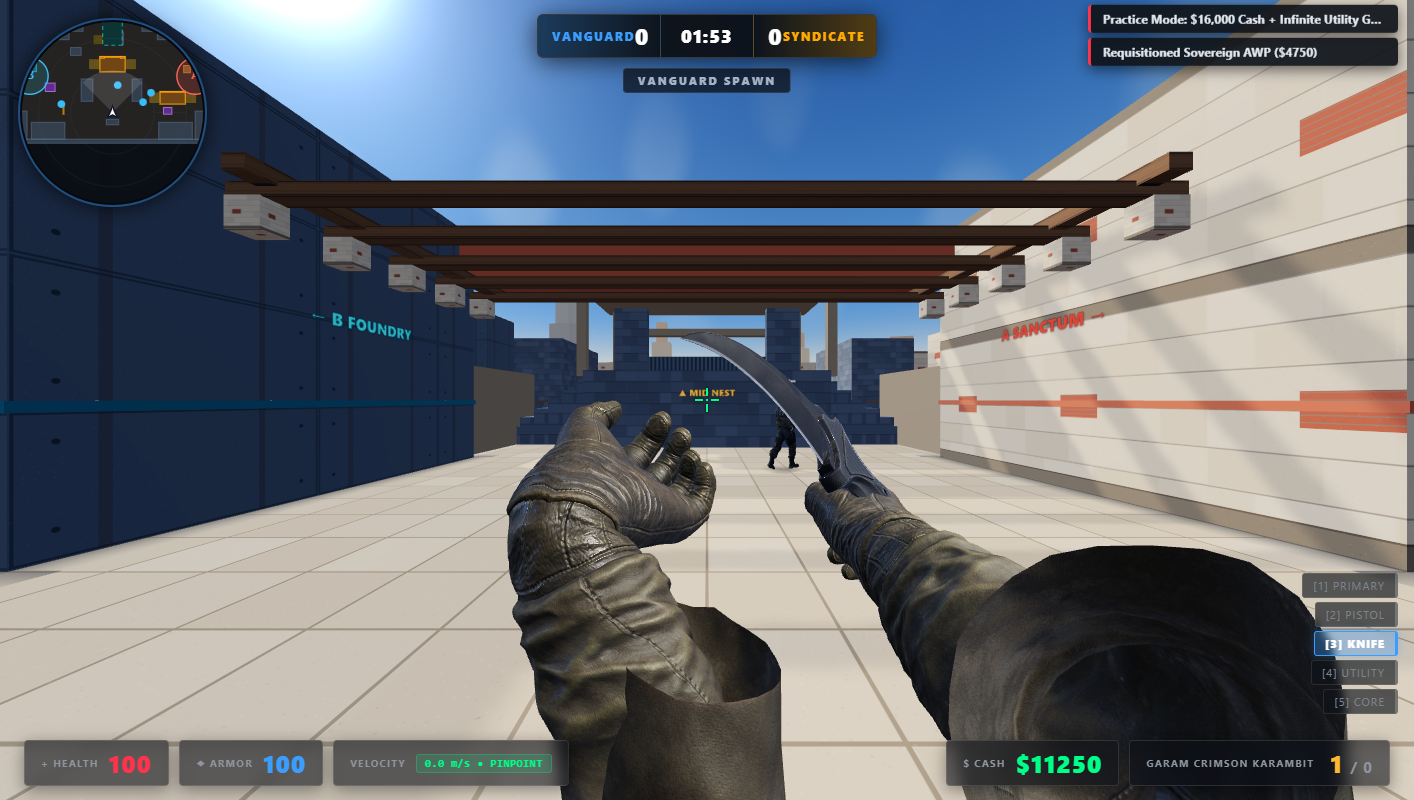 Practice Mode: $16,000 Cash + Infinite Utility G...
Requisitioned Sovereign AWP ($4750)
VANGUARD 0 01:53 0 SYNDICATE
VANGUARD SPAWN
B
A
← B FOUNDRY
A SANCTUM →
▲ MID NEST
[1] PRIMARY
[2] PISTOL
[3] KNIFE
[4] UTILITY
[5] CORE
+ HEALTH 100
◆ ARMOR 100
VELOCITY 0.0 m/s • PINPOINT
$ CASH $11250
GARAM CRIMSON KARAMBIT 1 / 0